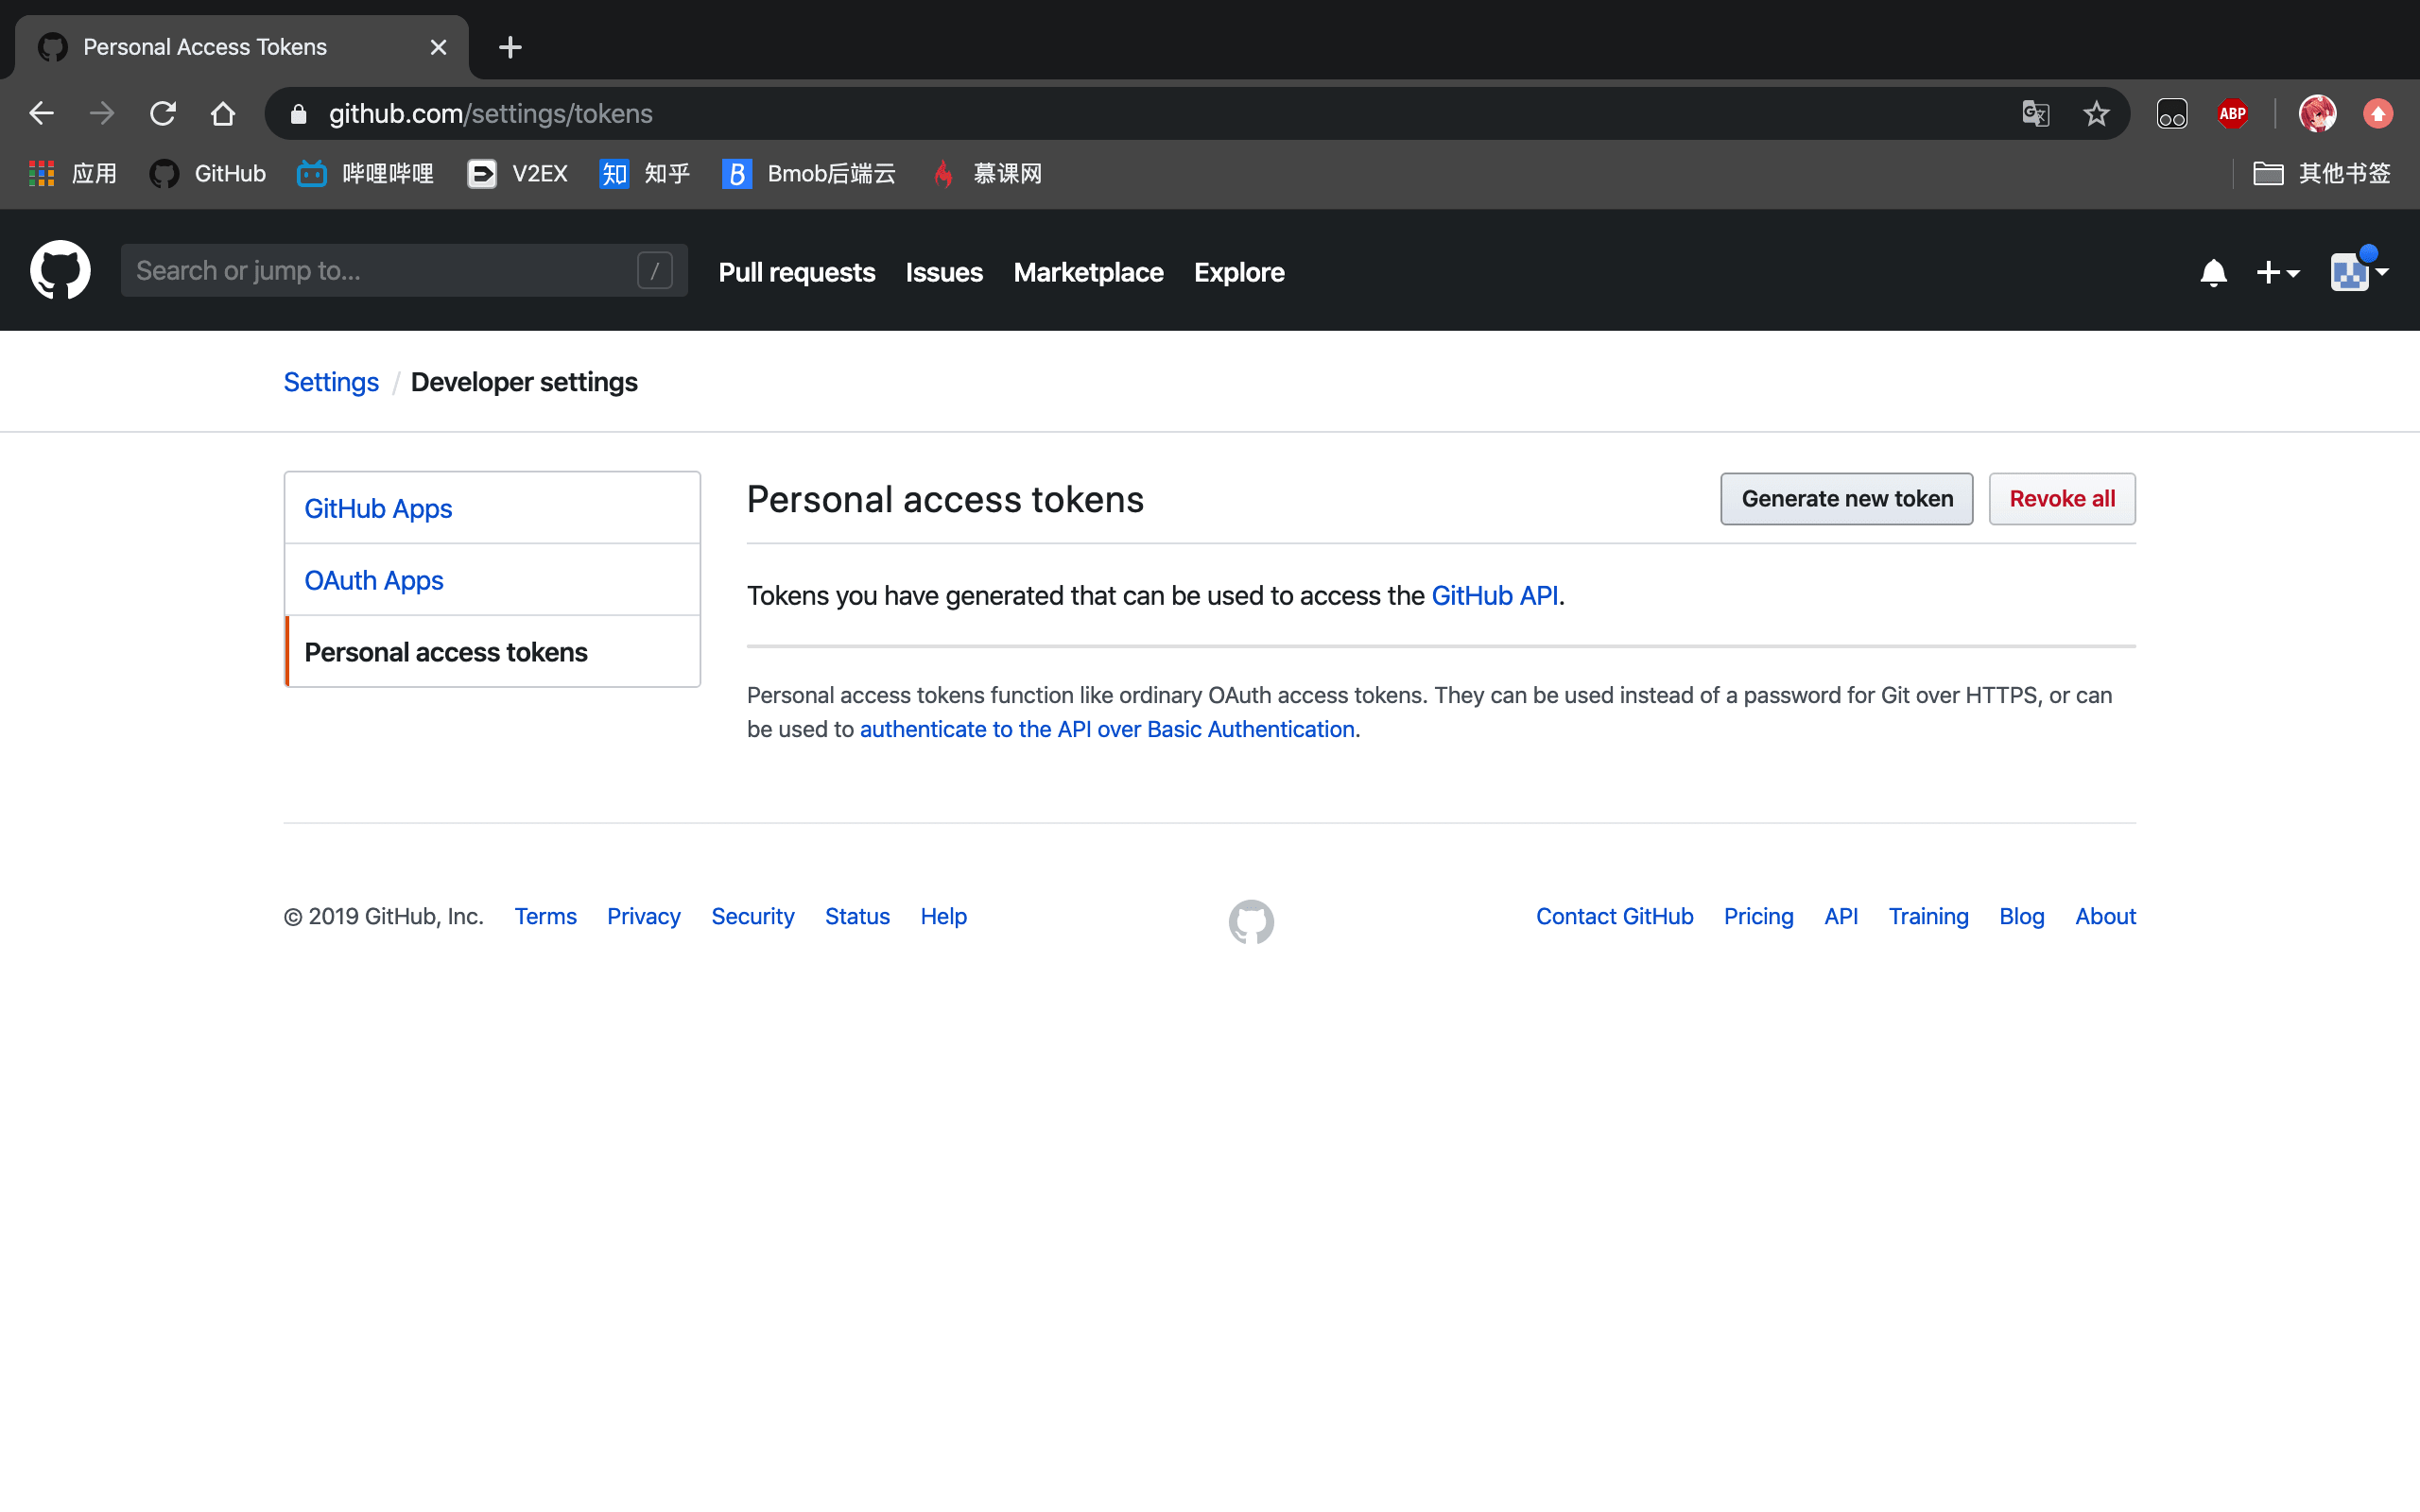 Personal Access Tokens
github.com/settings/tokens
ABP
应用 GitHub 哔哩哔哩 V2EX 知 知乎 B Bmob后端云 慕课网 其他书签
Search or jump to... / Pull requests Issues Marketplace Explore
Settings / Developer settings
GitHub Apps
OAuth Apps
Personal access tokens
Personal access tokens Generate new token Revoke all
Tokens you have generated that can be used to access the GitHub API.
Personal access tokens function like ordinary OAuth access tokens. They can be used instead of a password for Git over HTTPS, or can
be used to authenticate to the API over Basic Authentication.
© 2019 GitHub, Inc. Terms Privacy Security Status Help Contact GitHub Pricing API Training Blog About